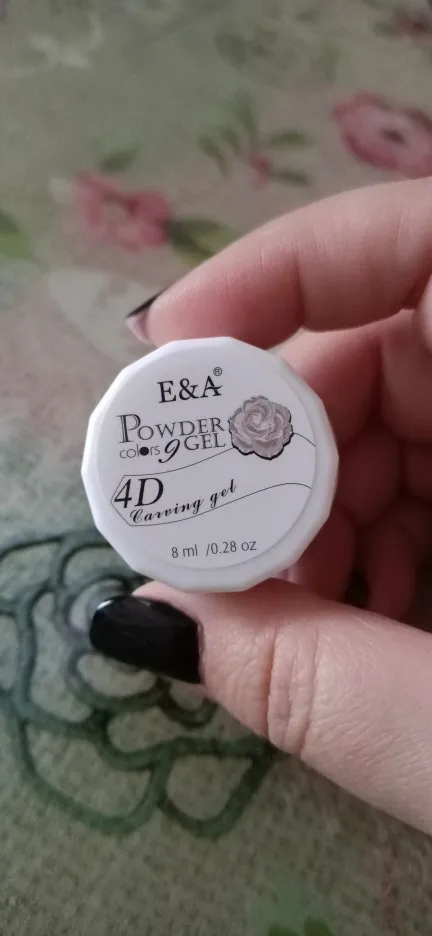 E&A®
POWDER
colors 9 GEL
4D
Carving gel
8 ml /0.28 oz